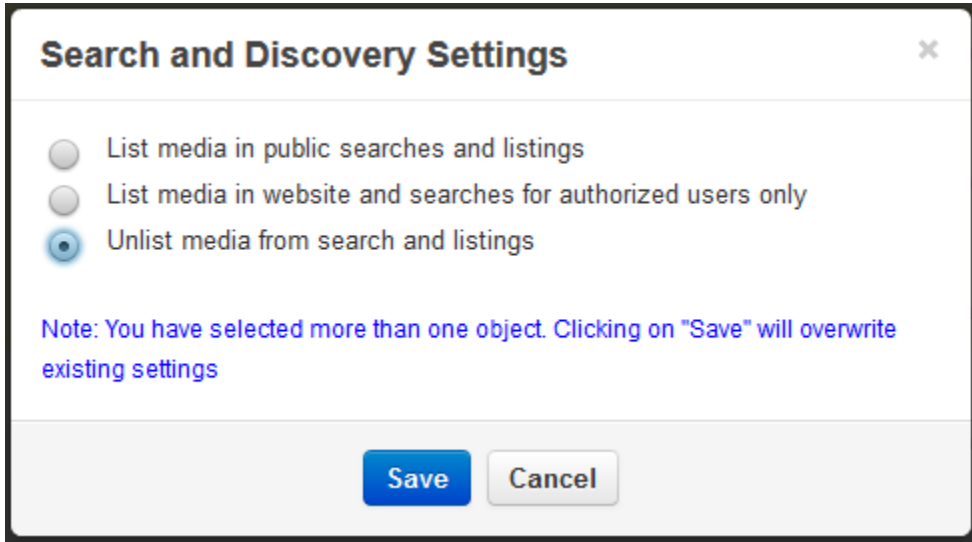 Search and Discovery Settings
List media in public searches and listings
List media in website and searches for authorized users only
Unlist media from search and listings
Note: You have selected more than one object. Clicking on "Save" will overwrite
existing settings
Save Cancel